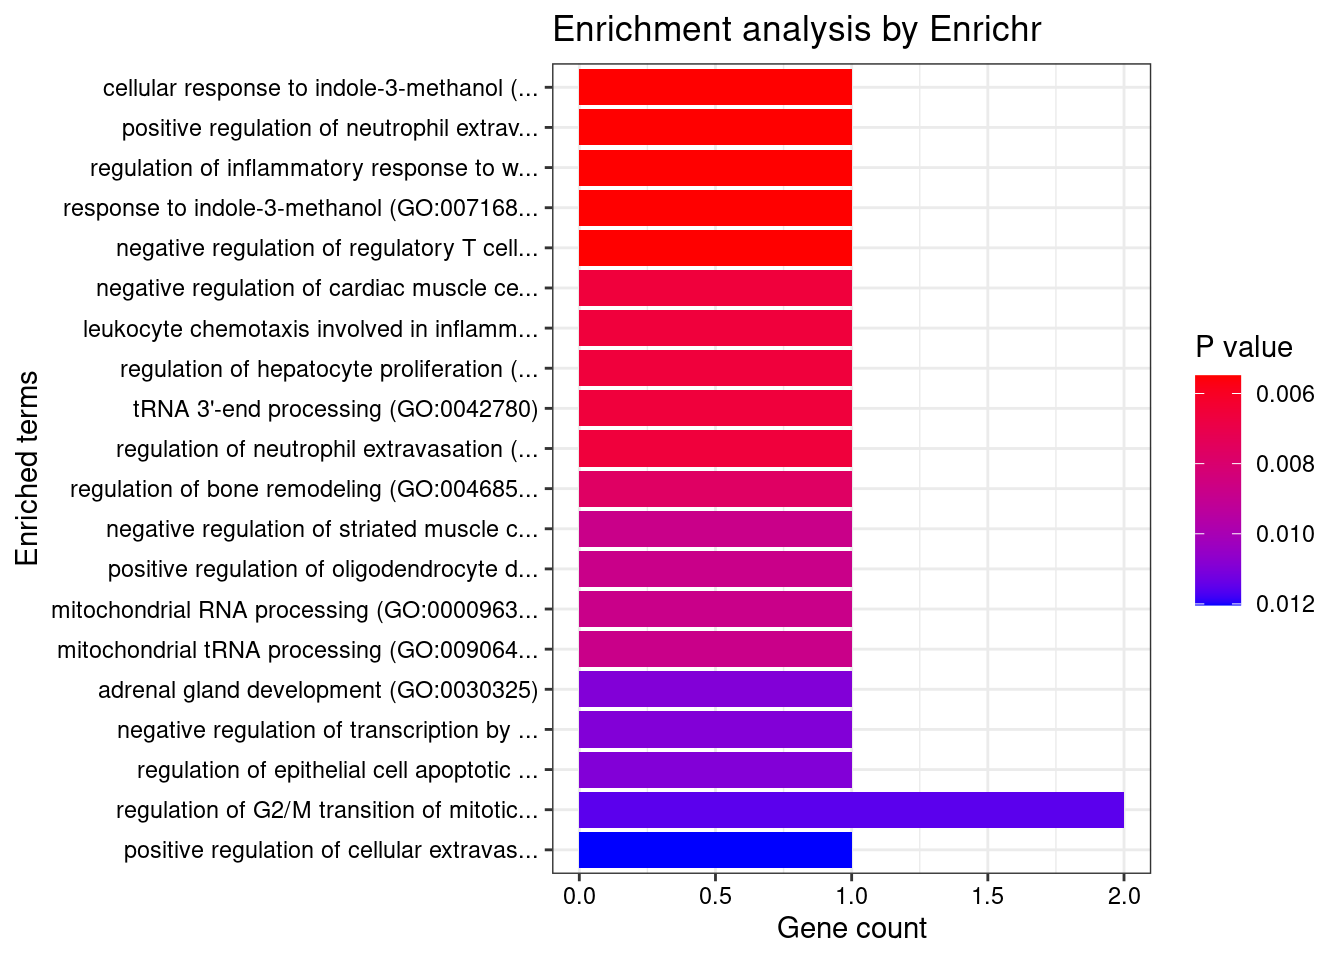 Enrichment analysis by Enrichr
cellular response to indole-3-methanol (...
positive regulation of neutrophil extrav...
regulation of inflammatory response to w...
response to indole-3-methanol (GO:007168...
negative regulation of regulatory T cell...
negative regulation of cardiac muscle ce...
leukocyte chemotaxis involved in inflamm...
regulation of hepatocyte proliferation (...
tRNA 3'-end processing (GO:0042780)
regulation of neutrophil extravasation (...
regulation of bone remodeling (GO:004685...
negative regulation of striated muscle c...
positive regulation of oligodendrocyte d...
mitochondrial RNA processing (GO:0000963...
mitochondrial tRNA processing (GO:009064...
adrenal gland development (GO:0030325)
negative regulation of transcription by ...
regulation of epithelial cell apoptotic ...
regulation of G2/M transition of mitotic...
positive regulation of cellular extravas...
Enriched terms
0.0 0.5 1.0 1.5 2.0
Gene count
P value
0.006
0.008
0.010
0.012